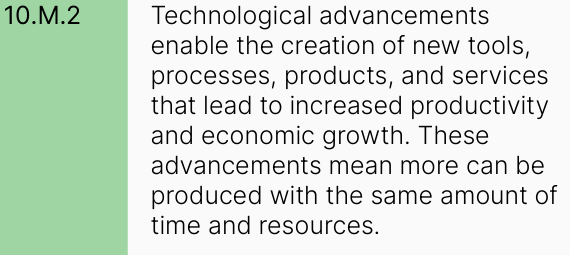 10.M.2
Technological advancements
enable the creation of new tools,
processes, products, and services
that lead to increased productivity
and economic growth. These
advancements mean more can be
produced with the same amount of
time and resources.